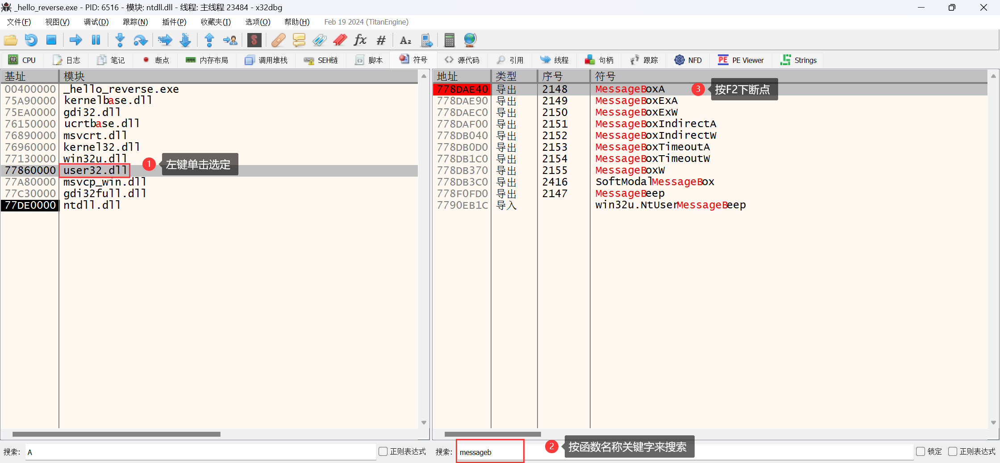 _hello_reverse.exe - PID: 6516 - 模块: ntdll.dll - 线程: 主线程 23484 - x32dbg
文件(F) 视图(V) 调试(D) 跟踪(N) 插件(P) 收藏夹(I) 选项(O) 帮助(H) Feb 19 2024 (TitanEngine)
CPU 日志 笔记 断点 内存布局 调用堆栈 SEH链 脚本 符号 源代码 引用 线程 句柄 跟踪 NFD PE Viewer Strings
基址 模块
00400000 _hello_reverse.exe
75A90000 kernelbase.dll
75EA0000 gdi32.dll
76150000 ucrtbase.dll
76890000 msvcrt.dll
76960000 kernel32.dll
77130000 win32u.dll
77860000 user32.dll
77A80000 msvcp_win.dll
77C30000 gdi32full.dll
77DE0000 ntdll.dll
1 左键单击选定
地址 类型 序号 符号
778DAE40 导出 2148 MessageBoxA
778DAE90 导出 2149 MessageBoxExA
778DAEC0 导出 2150 MessageBoxExW
778DAF00 导出 2151 MessageBoxIndirectA
778DB040 导出 2152 MessageBoxIndirectW
778DB0D0 导出 2153 MessageBoxTimeoutA
778DB1C0 导出 2154 MessageBoxTimeoutW
778DB370 导出 2155 MessageBoxW
778DB3C0 导出 2416 SoftModalMessageBox
778F0FD0 导出 2147 MessageBeep
7790EB1C 导入 win32u.NtUserMessageBeep
3 按F2下断点
搜索: A 正则表达式
搜索: messageb 锁定 正则表达式
2 按函数名称关键字来搜索